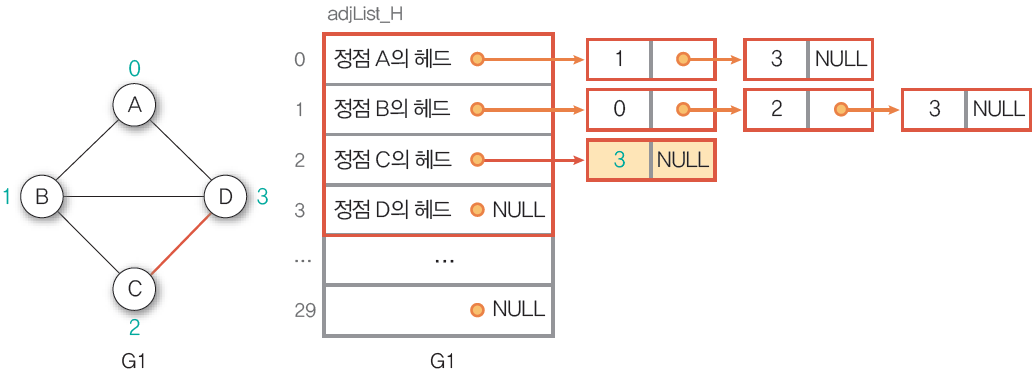 adjList_H
0
A
B
D
C
1
3
2
G1
0 정점 A의 헤드 1 3 NULL
1 정점 B의 헤드 0 2 3 NULL
2 정점 C의 헤드 3 NULL
3 정점 D의 헤드 NULL
... ...
29 NULL
G1